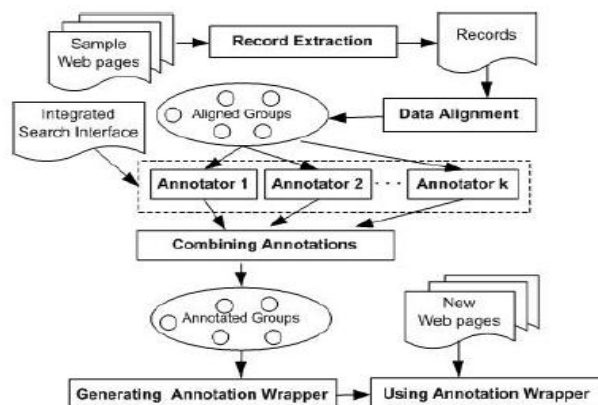 Sample
Web pages
Record Extraction
Records
Integrated
Search Interface
Aligned Groups
Data Alignment
Annotator 1
Annotator 2
· · ·
Annotator k
Combining Annotations
Annotated Groups
New
Web pages
Generating Annotation Wrapper
Using Annotation Wrapper